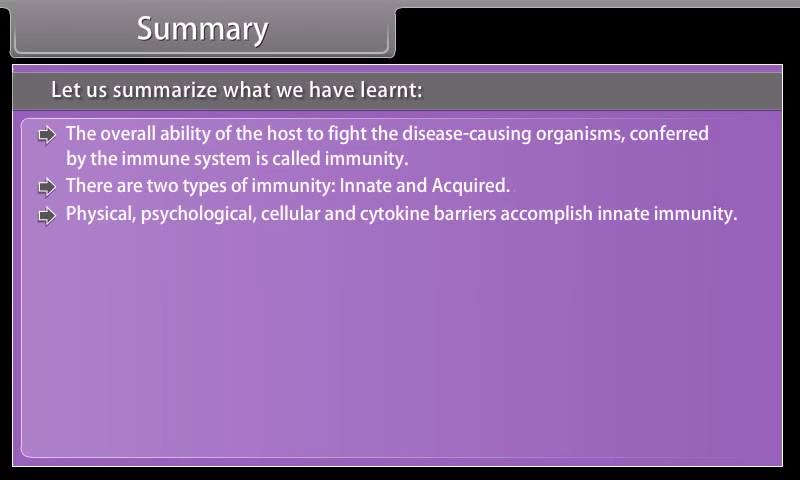 Summary
Let us summarize what we have learnt:
The overall ability of the host to fight the disease-causing organisms, conferred
by the immune system is called immunity.
There are two types of immunity: Innate and Acquired.
Physical, psychological, cellular and cytokine barriers accomplish innate immunity.